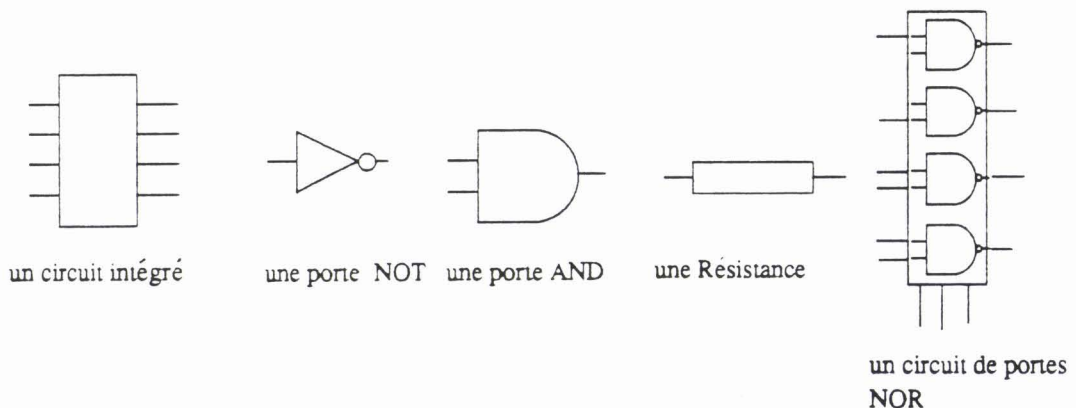 un circuit intégré
une porte NOT
une porte AND
une Résistance
un circuit de portes
NOR